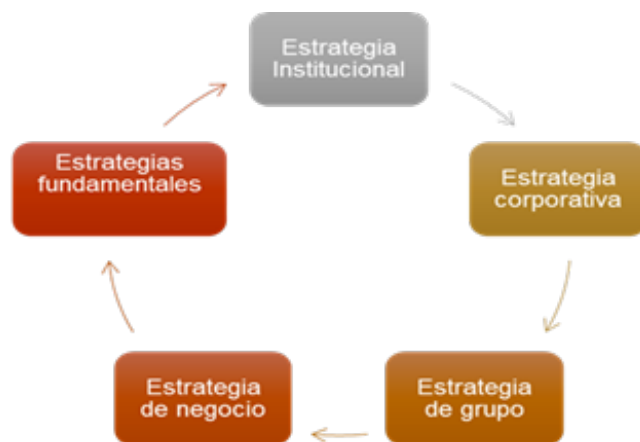 Estrategia
Institucional
Estrategia
corporativa
Estrategia
de grupo
Estrategia
de negocio
Estrategias
fundamentales